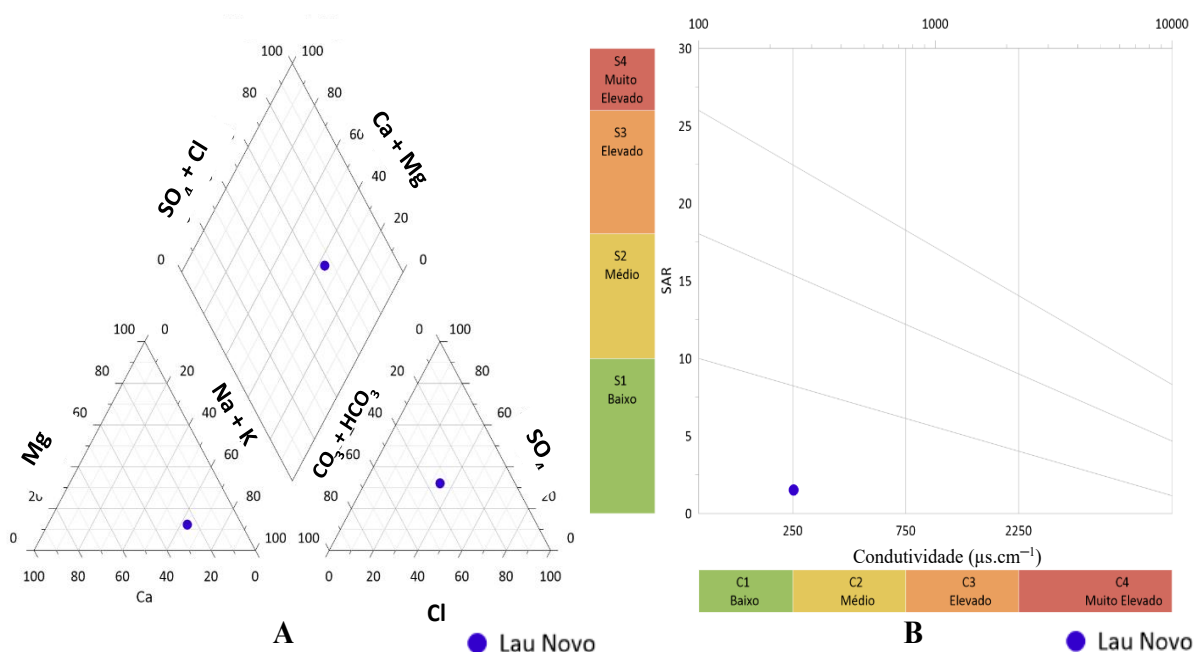 100 100
80 80
60
40
20
0 0
SO₄ + Cl
Ca + Mg
100 0
80 20
60 40
60
80
0 100
Mg
Na + K
100 80 60 40 20 0
Ca
0 100
20 80
40 60
60
80 20
100 0
CO₃ + HCO₃
SO₄
0 20 40 60 80 100
Cl
A
Lau Novo
100 1000 10000
S4
Muito
Elevado
S3
Elevado
S2
Médio
S1
Baixo
SAR
30
25
20
15
10
5
0
250 750 2250
Condutividade (µs.cm⁻¹)
C1
Baixo
C2
Médio
C3
Elevado
C4
Muito Elevado
B
Lau Novo